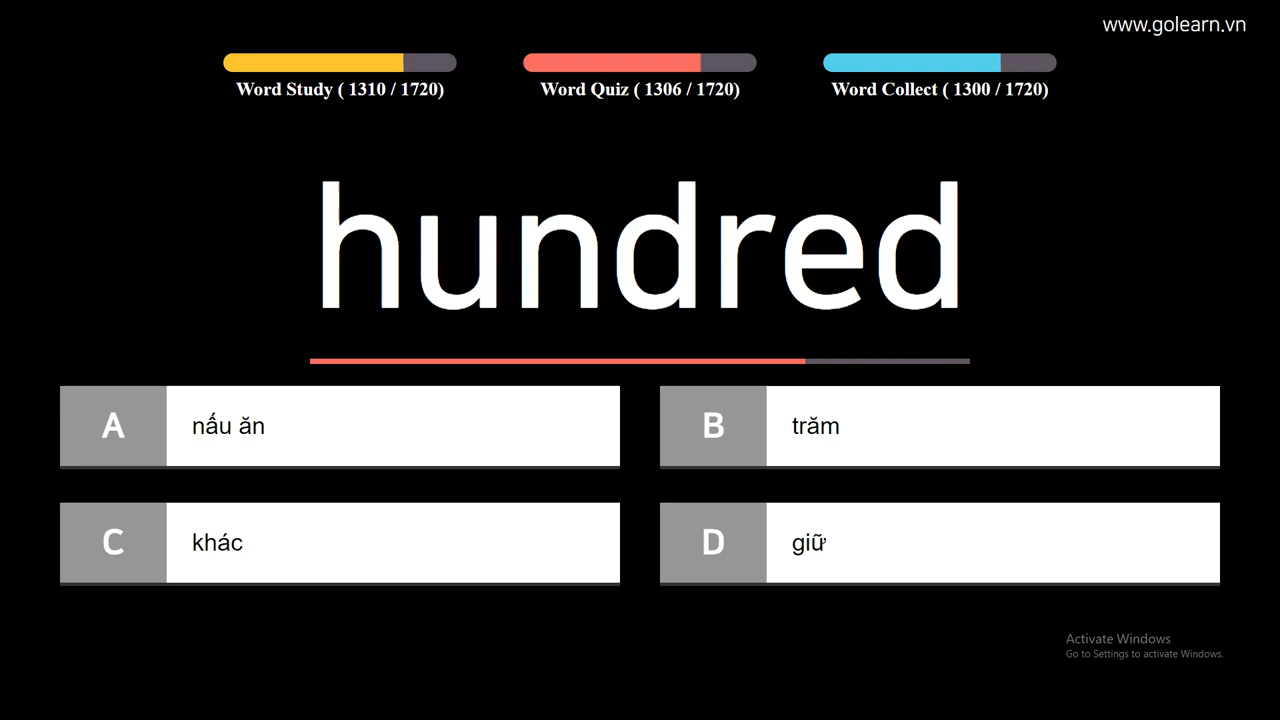 www.golearn.vn
Word Study ( 1310 / 1720)
Word Quiz ( 1306 / 1720)
Word Collect ( 1300 / 1720)
hundred
A nấu ăn
B trăm
C khác
D giữ
Activate Windows
Go to Settings to activate Windows.